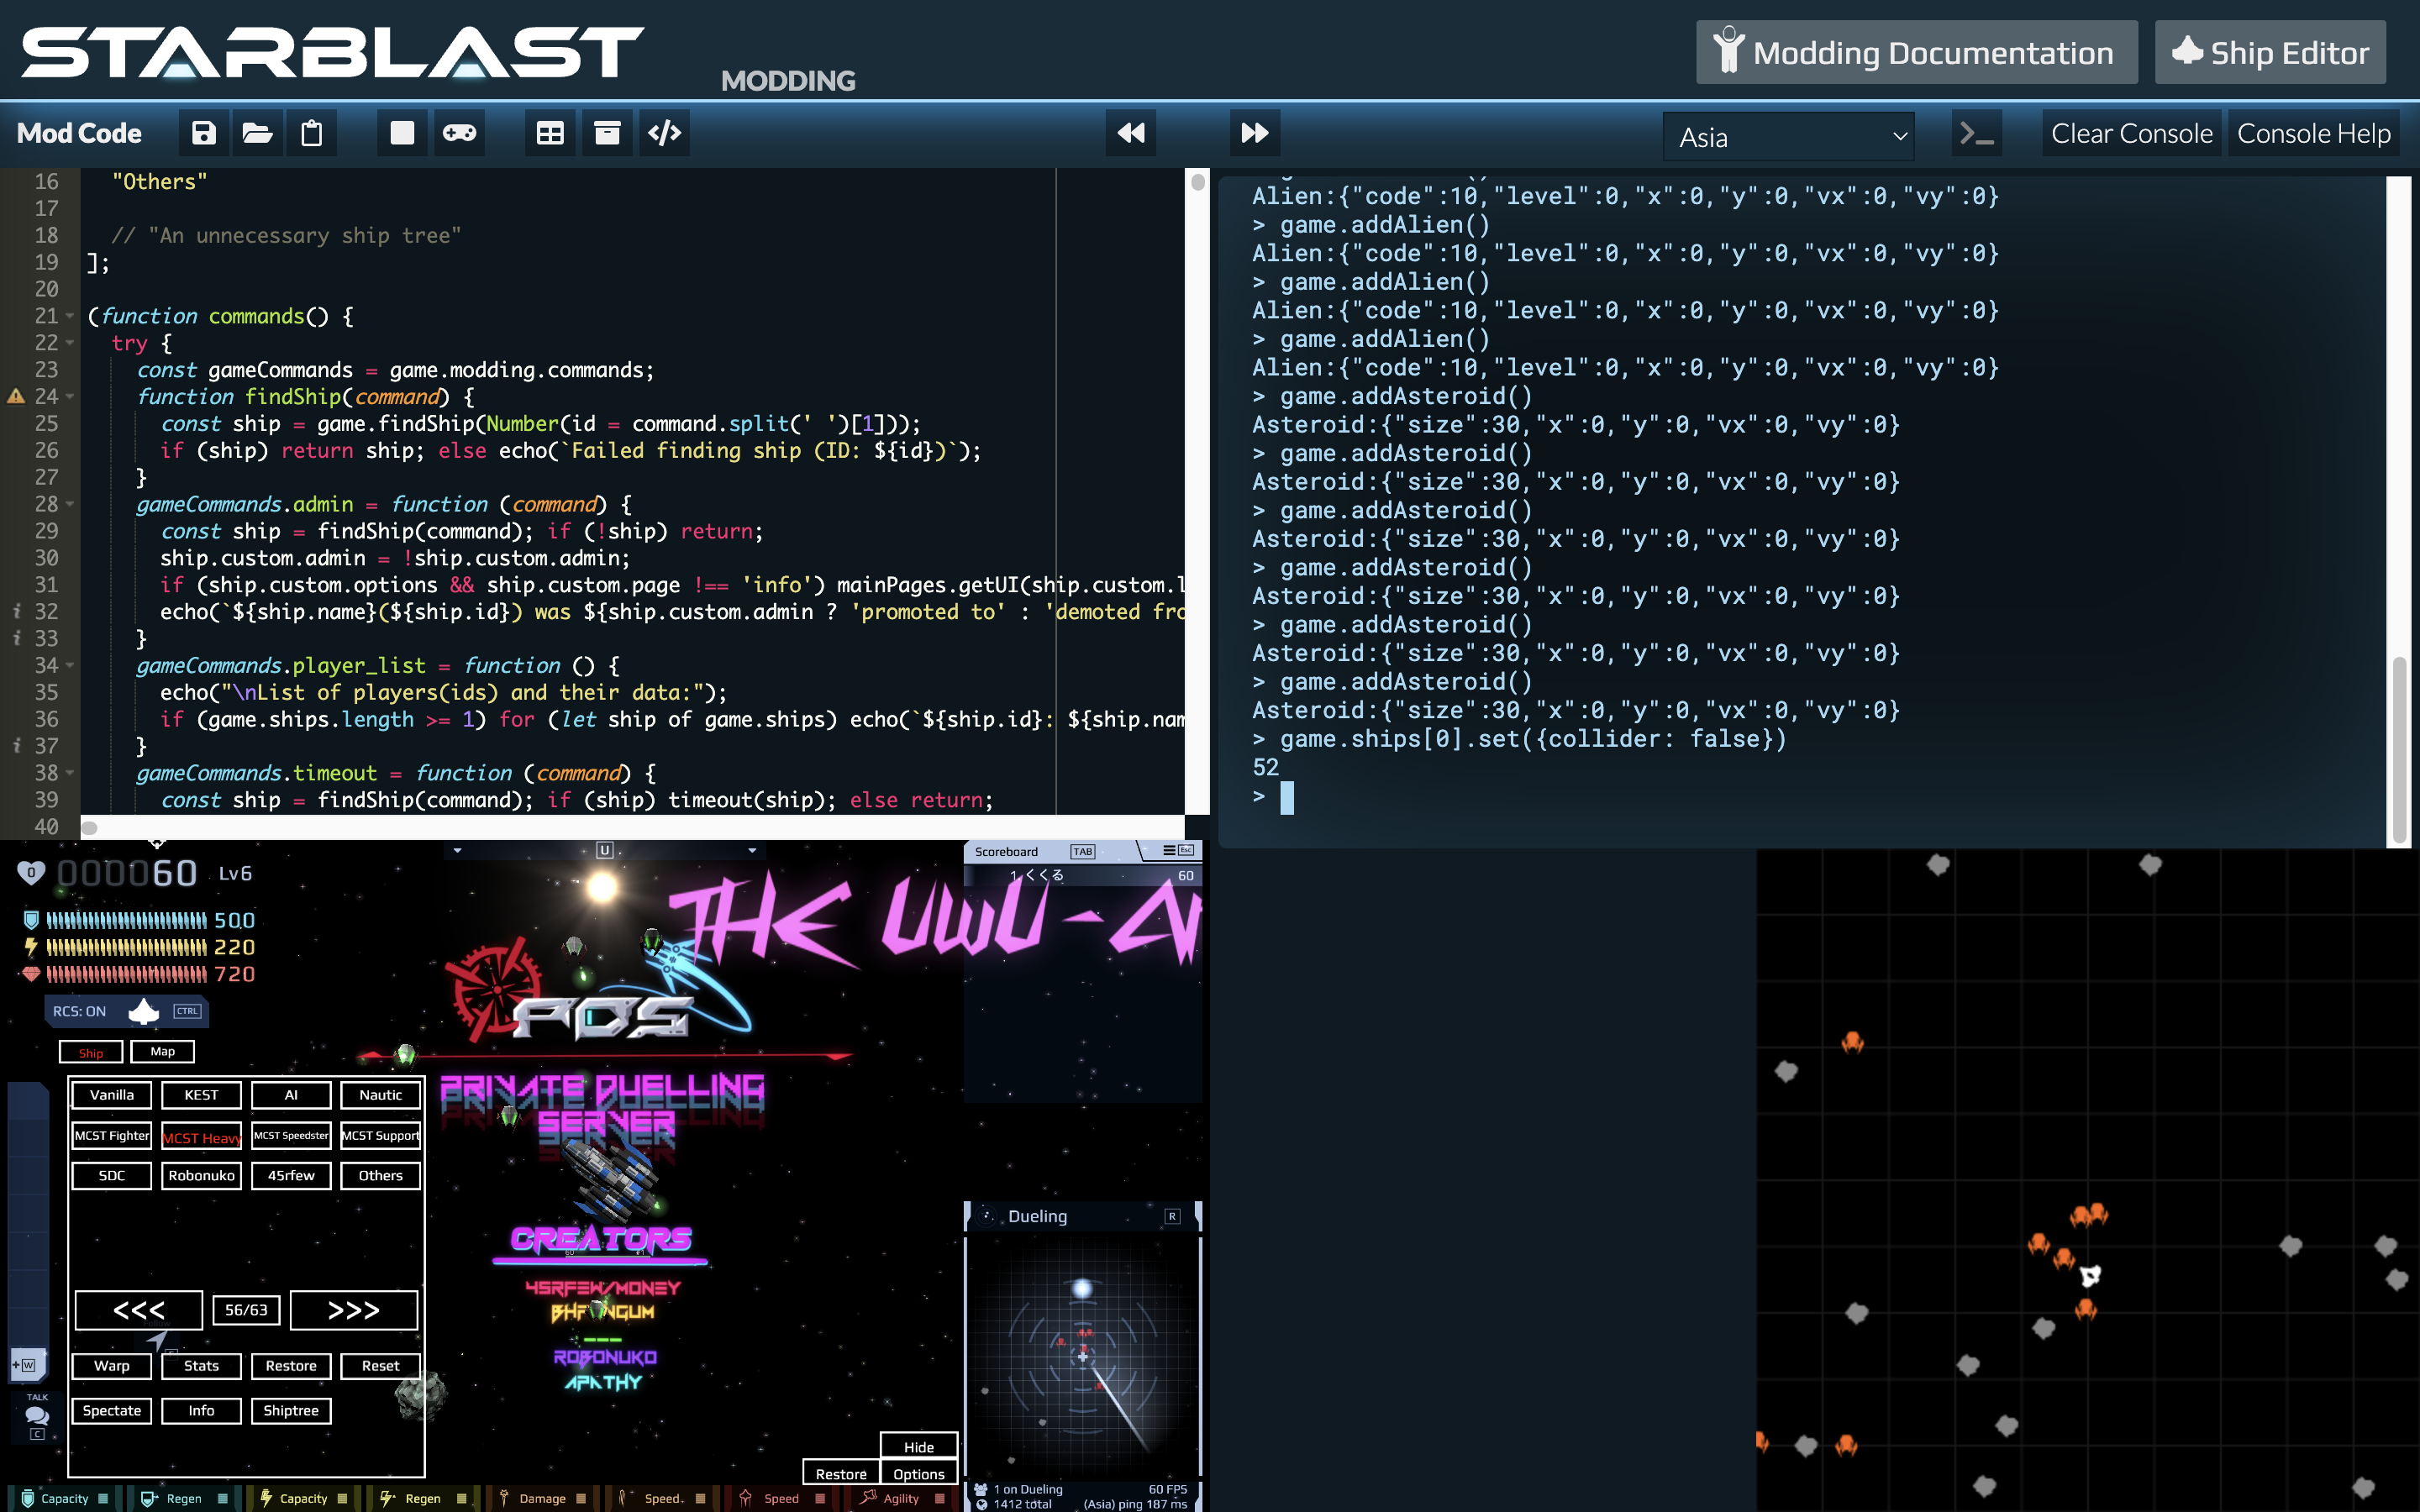 STARBLAST
MODDING
Modding Documentation
Ship Editor
Mod Code
Asia
Clear Console
Console Help
16 "Others"
17
18 // "An unnecessary ship tree"
19 ];
20
21 (function commands() {
22 try {
23 const gameCommands = game.modding.commands;
24 function findShip(command) {
25 const ship = game.findShip(Number(id = command.split(' ')[1]));
26 if (ship) return ship; else echo(`Failed finding ship (ID: ${id})`);
27 }
28 gameCommands.admin = function (command) {
29 const ship = findShip(command); if (!ship) return;
30 ship.custom.admin = !ship.custom.admin;
31 if (ship.custom.options && ship.custom.page !== 'info') mainPages.getUI(ship.custom.l
32 echo(`${ship.name}(${ship.id}) was ${ship.custom.admin ? 'promoted to' : 'demoted fro
33 }
34 gameCommands.player_list = function () {
35 echo("\nList of players(ids) and their data:");
36 if (game.ships.length >= 1) for (let ship of game.ships) echo(`${ship.id}: ${ship.nam
37 }
38 gameCommands.timeout = function (command) {
39 const ship = findShip(command); if (ship) timeout(ship); else return;
40
Alien:{"code":10,"level":0,"x":0,"y":0,"vx":0,"vy":0}
> game.addAlien()
Alien:{"code":10,"level":0,"x":0,"y":0,"vx":0,"vy":0}
> game.addAlien()
Alien:{"code":10,"level":0,"x":0,"y":0,"vx":0,"vy":0}
> game.addAlien()
Alien:{"code":10,"level":0,"x":0,"y":0,"vx":0,"vy":0}
> game.addAsteroid()
Asteroid:{"size":30,"x":0,"y":0,"vx":0,"vy":0}
> game.addAsteroid()
Asteroid:{"size":30,"x":0,"y":0,"vx":0,"vy":0}
> game.addAsteroid()
Asteroid:{"size":30,"x":0,"y":0,"vx":0,"vy":0}
> game.addAsteroid()
Asteroid:{"size":30,"x":0,"y":0,"vx":0,"vy":0}
> game.addAsteroid()
Asteroid:{"size":30,"x":0,"y":0,"vx":0,"vy":0}
> game.addAsteroid()
Asteroid:{"size":30,"x":0,"y":0,"vx":0,"vy":0}
> game.ships[0].set({collider: false})
52
>
0 000060 Lv6
500
220
720
RCS: ON CTRL
Ship Map
Vanilla KEST AI Nautic
MCST Fighter MCST Heavy MCST Speedster MCST Support
SDC Robonuko 45rfew Others
<<< 56/63 >>>
Warp Stats Restore Reset
Spectate Info Shiptree
+W
TALK
C
U
THE UWU-
PDS
PRIVATE DUELLING
SERVER
CREATORS
45RFEW/MONEY
BHPSNGUM
---
ROBONUKO
APATHY
Scoreboard TAB Esc
1. くくる 60
Dueling R
Hide
Restore Options
1 on Dueling 60 FPS
1412 total (Asia) ping 187 ms
Capacity Regen Capacity Regen Damage Speed Speed Agility